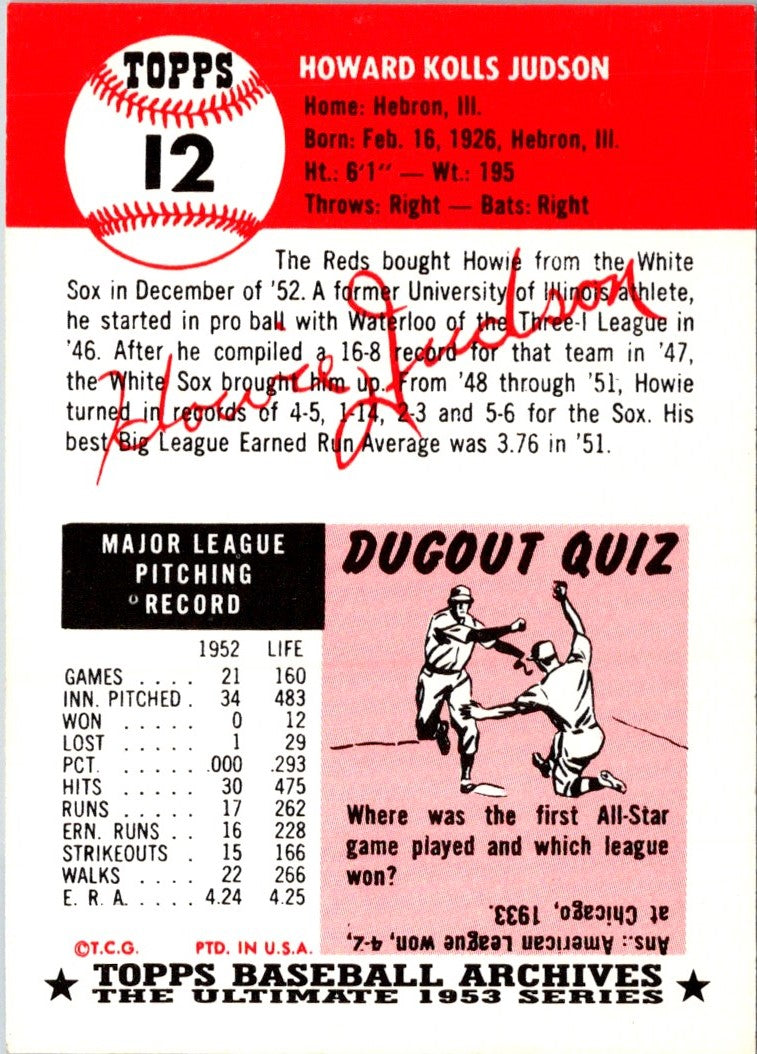 TOPPS
12
HOWARD KOLLS JUDSON
Home: Hebron, Ill.
Born: Feb. 16, 1926, Hebron, Ill.
Ht.: 6'1" — Wt.: 195
Throws: Right — Bats: Right
The Reds bought Howie from the White
Sox in December of '52. A former University of Illinois athlete,
he started in pro ball with Waterloo of the Three-I League in
'46. After he compiled a 16-8 record for that team in '47,
the White Sox brought him up. From '48 through '51, Howie
turned in records of 4-5, 1-14, 2-3 and 5-6 for the Sox. His
best Big League Earned Run Average was 3.76 in '51.
Howie Judson
MAJOR LEAGUE
PITCHING
RECORD
1952 LIFE
GAMES . . . . 21 160
INN. PITCHED . 34 483
WON . . . . . 0 12
LOST . . . . . 1 29
PCT. . . . . . .000 .293
HITS . . . . . 30 475
RUNS . . . . . 17 262
ERN. RUNS . . 16 228
STRIKEOUTS . 15 166
WALKS . . . . 22 266
E. R. A. . . . . 4.24 4.25
DUGOUT QUIZ
Where was the first All-Star
game played and which league
won?
Ans.: American League won, 4-2,
at Chicago, 1933.
©T.C.G. PTD. IN U.S.A.
TOPPS BASEBALL ARCHIVES
THE ULTIMATE 1953 SERIES